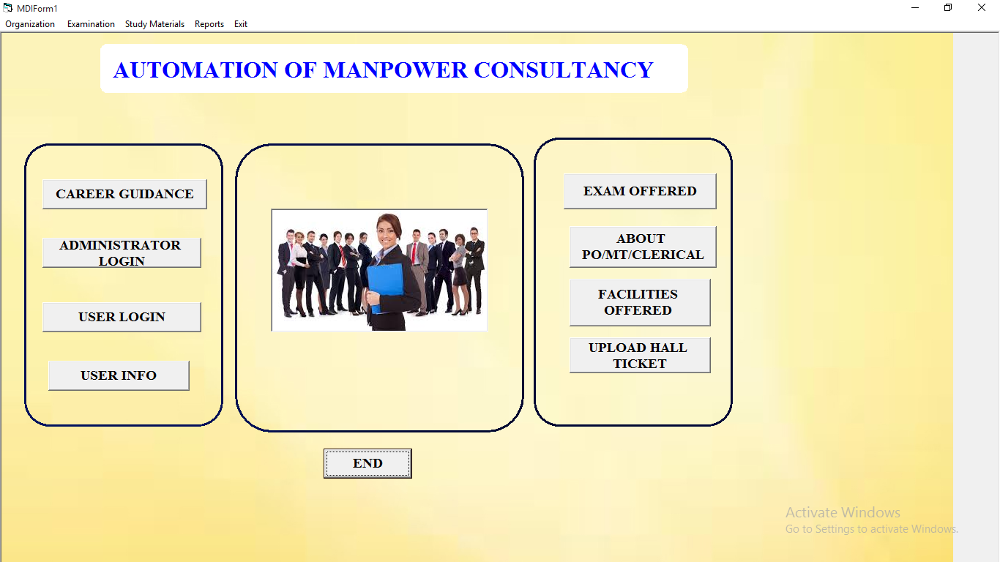 MDIForm1
Organization Examination Study Materials Reports Exit
AUTOMATION OF MANPOWER CONSULTANCY
CAREER GUIDANCE
ADMINISTRATOR
LOGIN
USER LOGIN
USER INFO
EXAM OFFERED
ABOUT
PO/MT/CLERICAL
FACILITIES
OFFERED
UPLOAD HALL
TICKET
END
Activate Windows
Go to Settings to activate Windows.